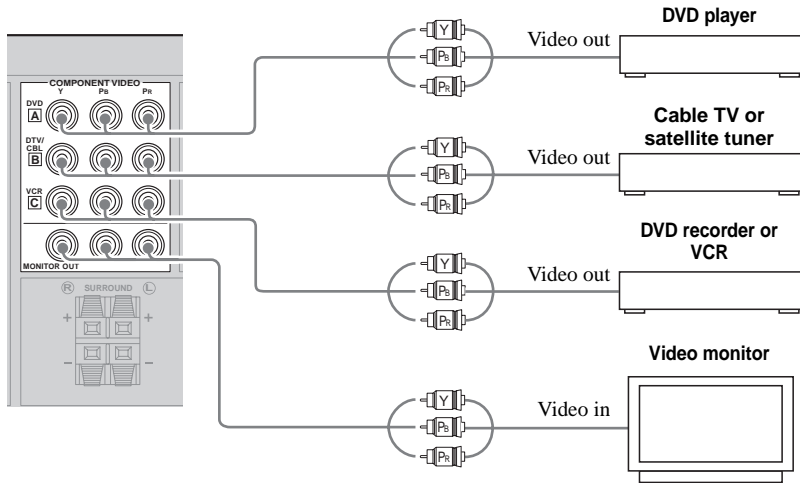 DVD player
Video out
Y
PB
PR
COMPONENT VIDEO
Y PB PR
DVD
A
DTV/
CBL
B
VCR
C
MONITOR OUT
R SURROUND L
+ +
– –
Cable TV or
satellite tuner
Video out
Y
PB
PR
DVD recorder or
VCR
Video out
Y
PB
PR
Video monitor
Video in
Y
PB
PR